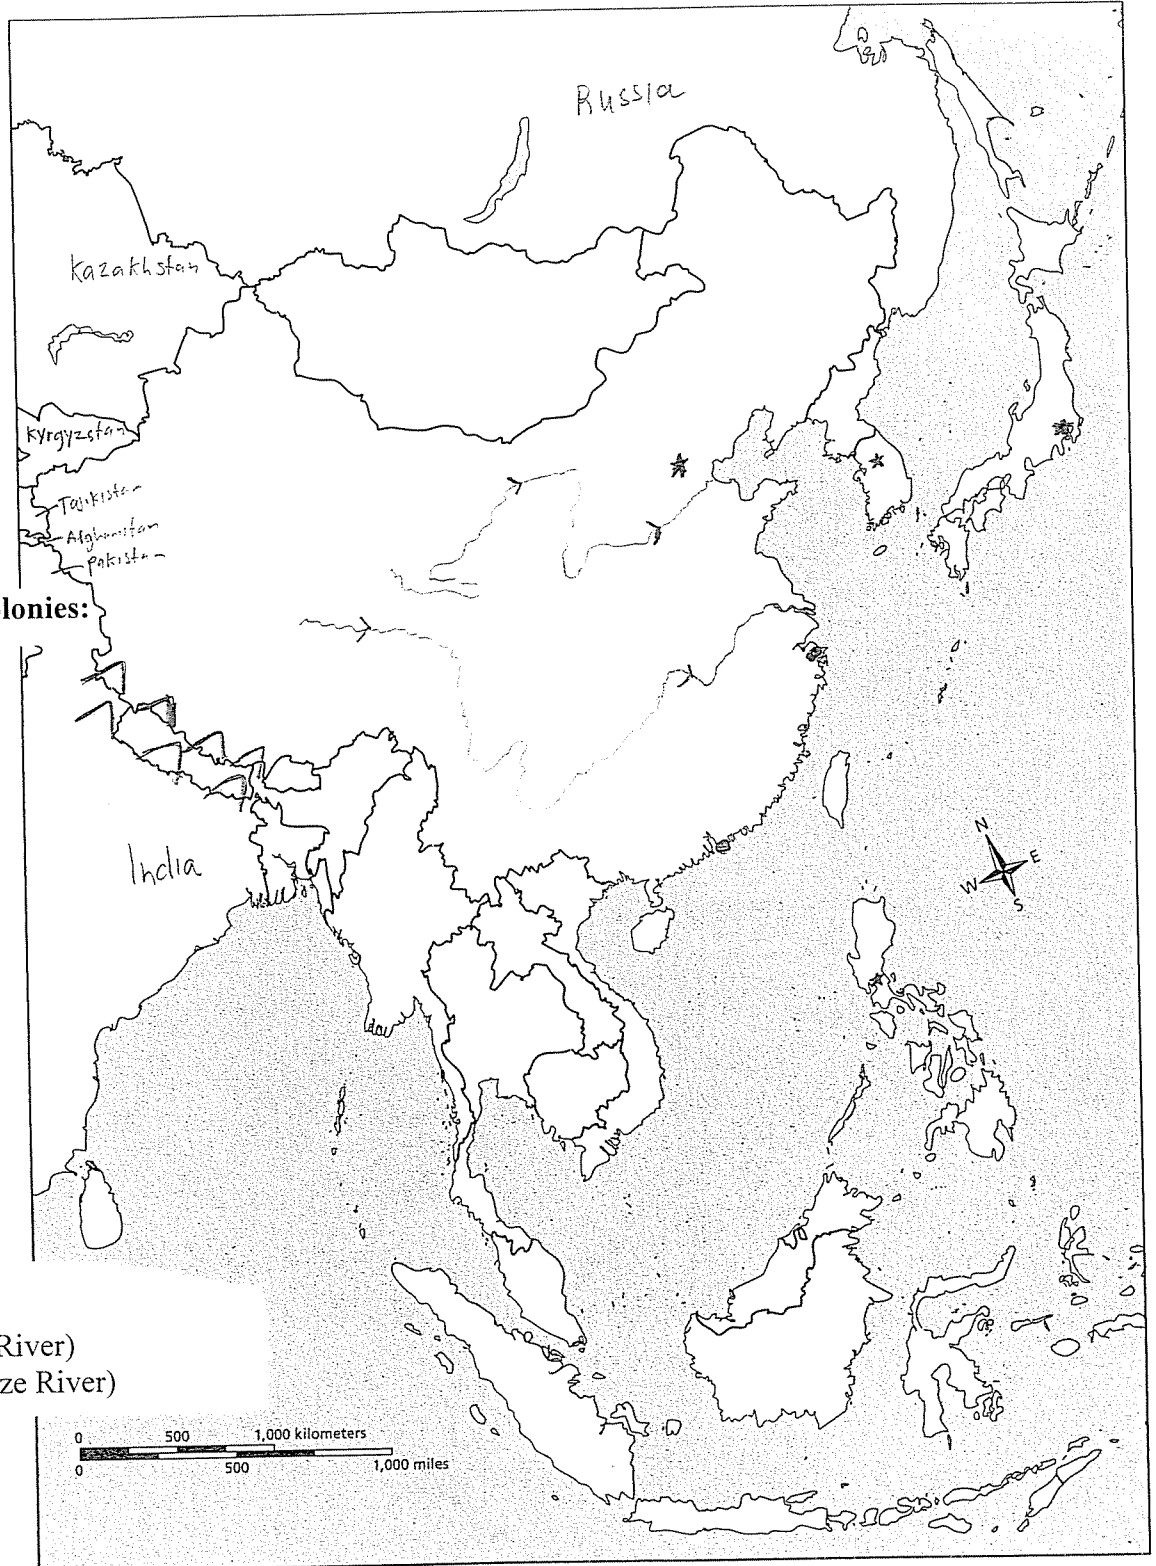 Russia
Kazakhstan
Kyrgyzstan
Tajikistan
Afghanistan
Pakistan
lonies:
India
N
W E
S
River)
ze River)
0 500 1,000 kilometers
0 500 1,000 miles